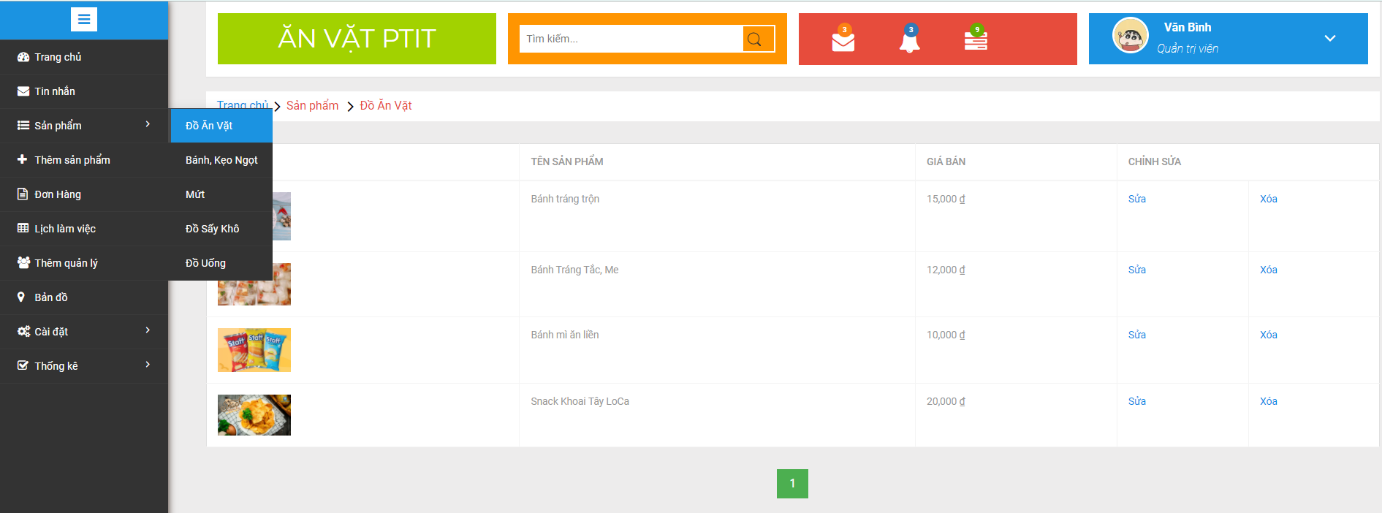 ĂN VẶT PTIT
Tìm kiếm...
3
3
9
Văn Bình
Quản trị viên
Trang chủ
Tin nhắn
Sản phẩm
Thêm sản phẩm
Đơn Hàng
Lịch làm việc
Thêm quản lý
Bản đồ
Cài đặt
Thống kê
Đồ Ăn Vặt
Bánh, Kẹo Ngọt
Mứt
Đồ Sấy Khô
Đồ Uống
Trang chủ Sản phẩm Đồ Ăn Vặt
TÊN SẢN PHẨM GIÁ BÁN CHỈNH SỬA
Bánh tráng trộn 15,000 ₫ Sửa Xóa
Bánh Tráng Tắc, Me 12,000 ₫ Sửa Xóa
Bánh mì ăn liền 10,000 ₫ Sửa Xóa
Snack Khoai Tây LoCa 20,000 ₫ Sửa Xóa
1